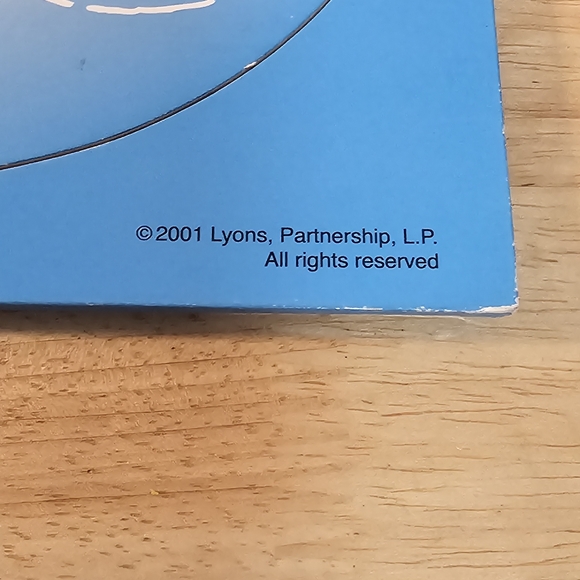 ©2001 Lyons, Partnership, L.P.
All rights reserved